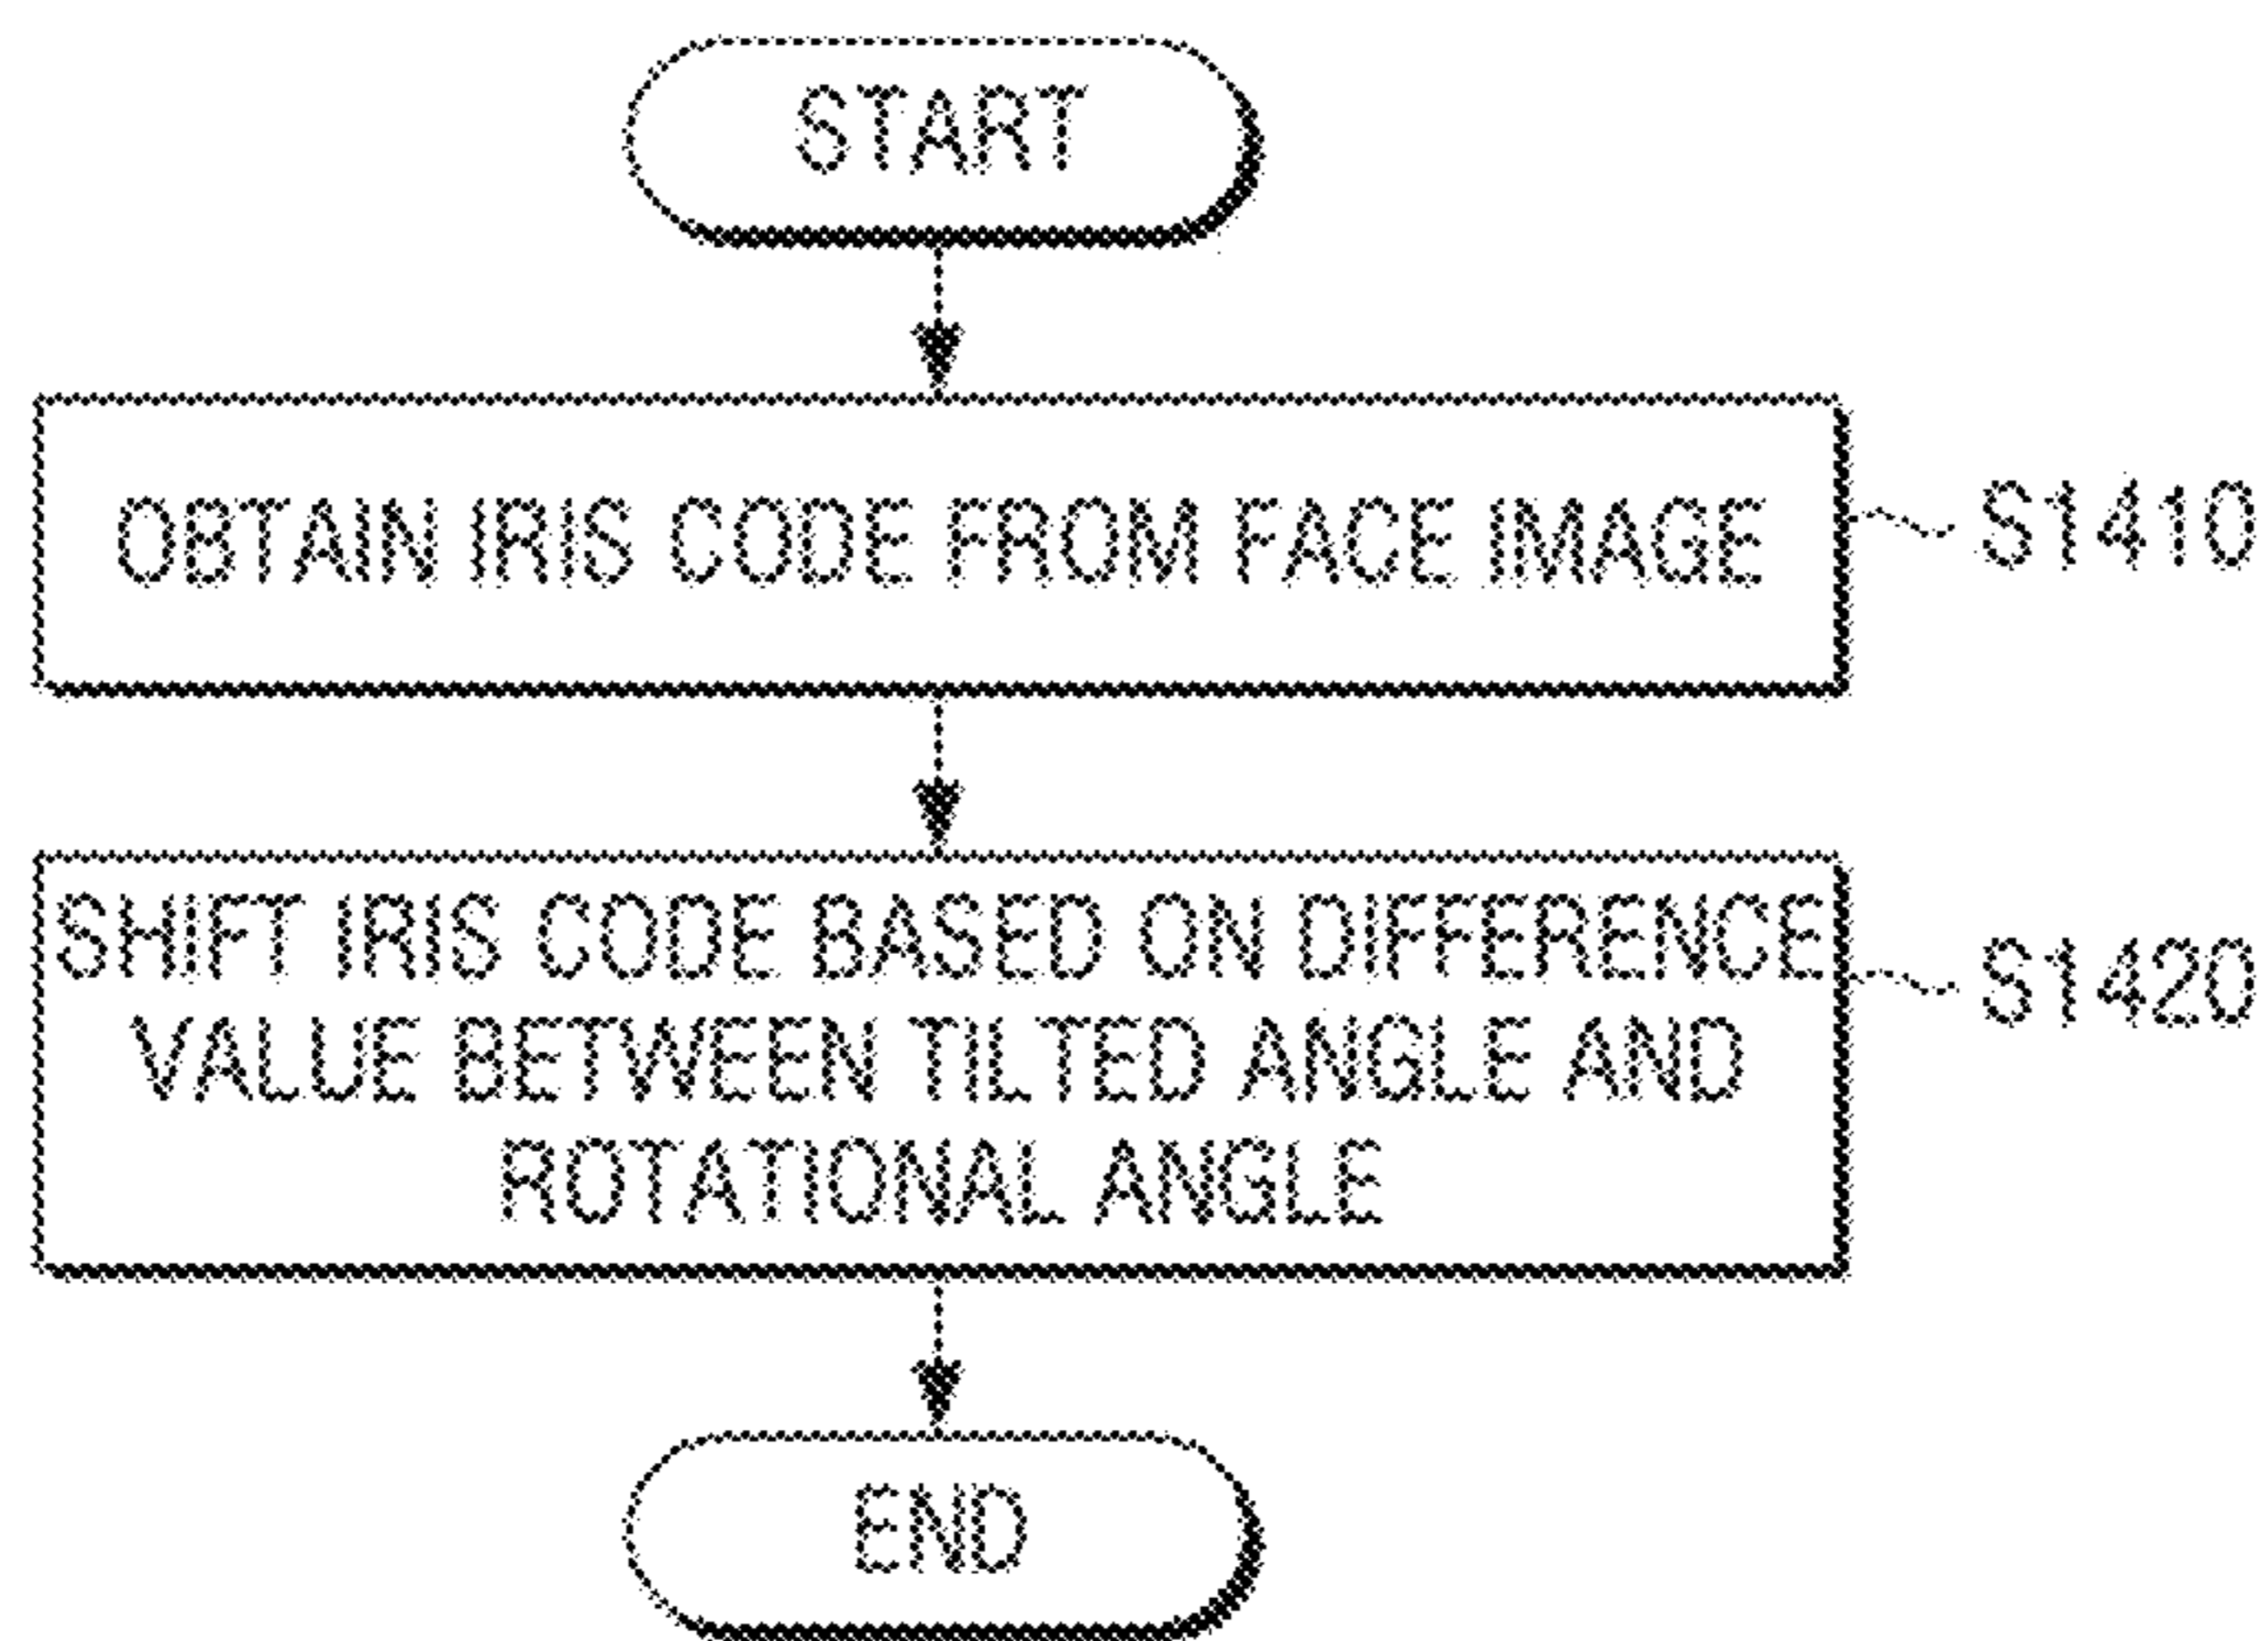 START
OBTAIN IRIS CODE FROM FACE IMAGE
S1410
SHIFT IRIS CODE BASED ON DIFFERENCE
VALUE BETWEEN TILTED ANGLE AND
ROTATIONAL ANGLE
S1420
END